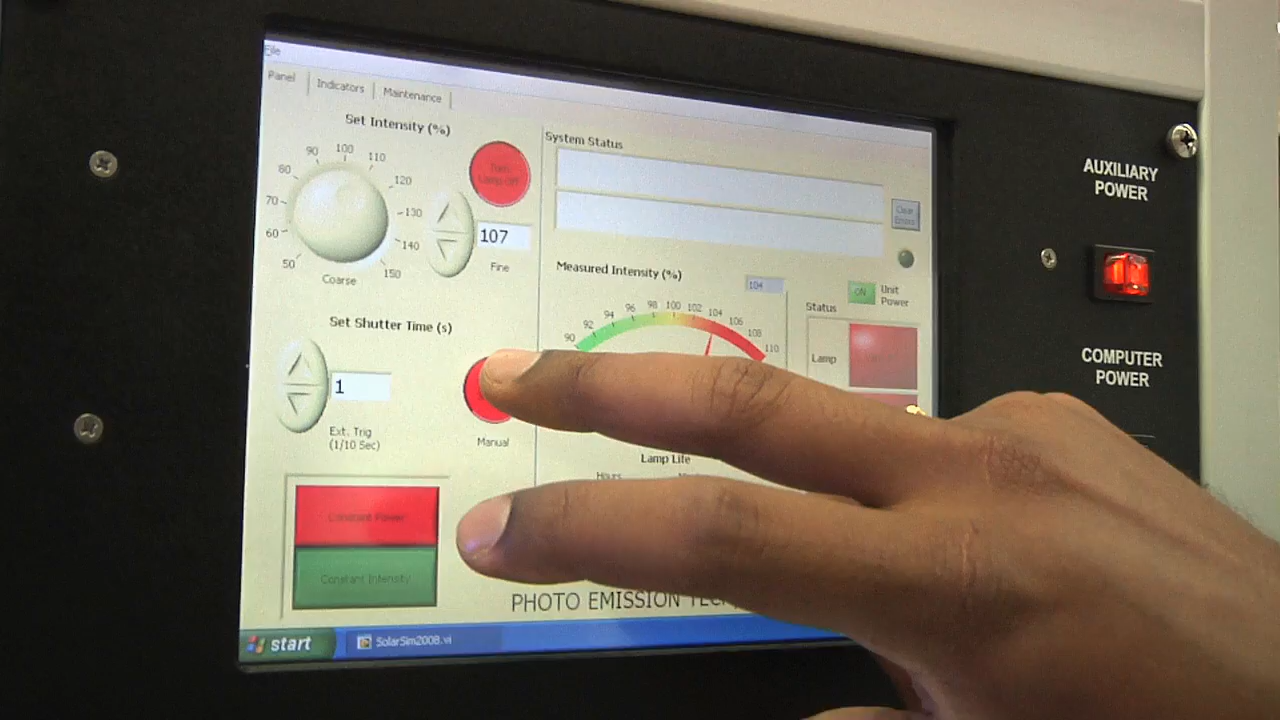 File
Panel
Indicators
Maintenance
Set Intensity (%)
50
60
70
80
90
100
110
120
130
140
150
Coarse
Turn
Lamp Off
107
Fine
Set Shutter Time (s)
1
Ext. Trig
(1/10 Sec)
Manual
Constant Power
Constant Intensity
System Status
Clear
Errors
Measured Intensity (%)
104
90
92
94
96
98
100
102
104
106
108
110
ON
Unit
Power
Status
Lamp
Lamp Life
Hours
PHOTO EMISSION
start
SolarSim2008.vi
AUXILIARY
POWER
COMPUTER
POWER